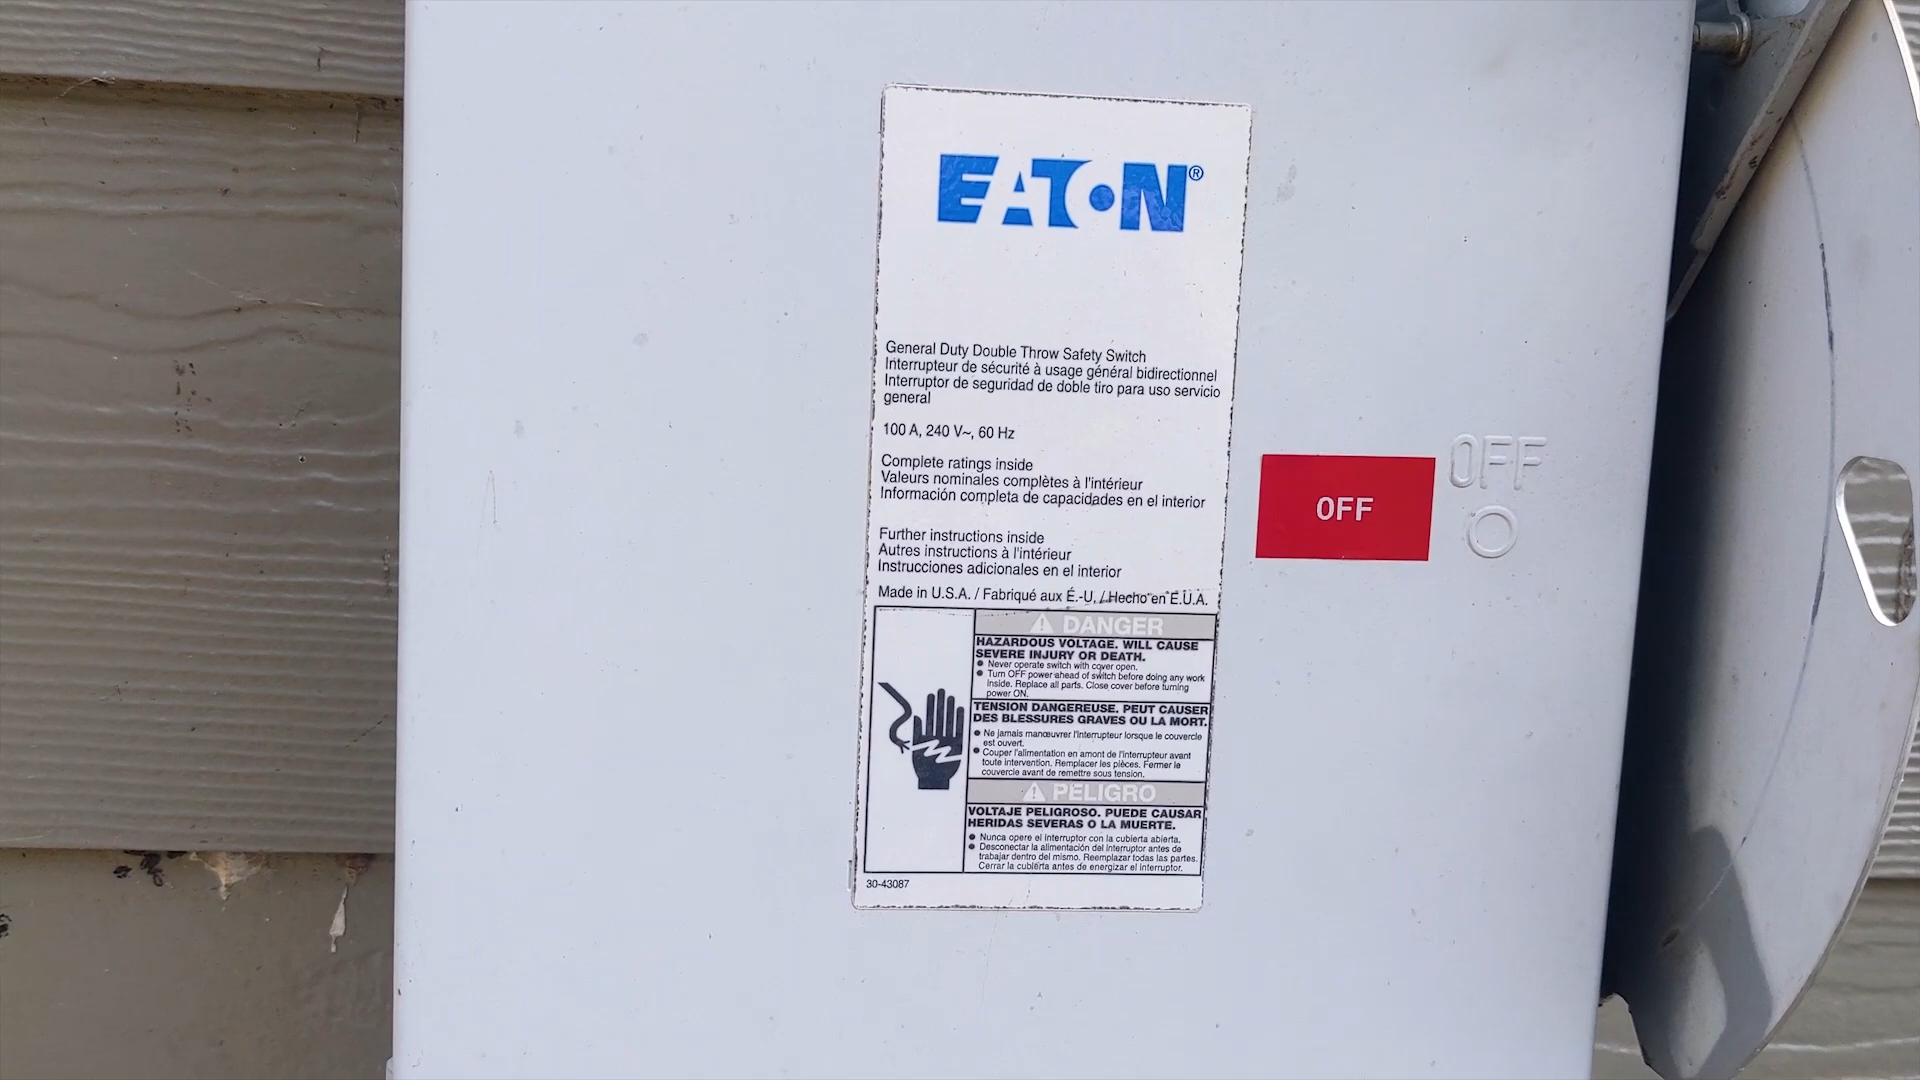 EATON®
General Duty Double Throw Safety Switch
Interrupteur de sécurité à usage général bidirectionnel
Interruptor de seguridad de doble tiro para uso servicio
general
100 A, 240 V~, 60 Hz
Complete ratings inside
Valeurs nominales complètes à l'intérieur
Información completa de capacidades en el interior
Further instructions inside
Autres instructions à l'intérieur
Instrucciones adicionales en el interior
Made in U.S.A. / Fabriqué aux É.-U. / Hecho en E.U.A.
DANGER
HAZARDOUS VOLTAGE. WILL CAUSE
SEVERE INJURY OR DEATH.
● Never operate switch with cover open.
● Turn OFF power ahead of switch before doing any work
inside. Replace all parts. Close cover before turning
power ON.
TENSION DANGEREUSE. PEUT CAUSER
DES BLESSURES GRAVES OU LA MORT.
● Ne jamais manœuvrer l'interrupteur lorsque le couvercle
est ouvert.
● Couper l'alimentation en amont de l'interrupteur avant
toute intervention. Remplacer les pièces. Fermer le
couvercle avant de remettre sous tension.
PELIGRO
VOLTAJE PELIGROSO. PUEDE CAUSAR
HERIDAS SEVERAS O LA MUERTE.
● Nunca opere el interruptor con la cubierta abierta.
● Desconectar la alimentación del interruptor antes de
trabajar dentro del mismo. Reemplazar todas las partes.
Cerrar la cubierta antes de energizar el interruptor.
30-43087
OFF
OFF